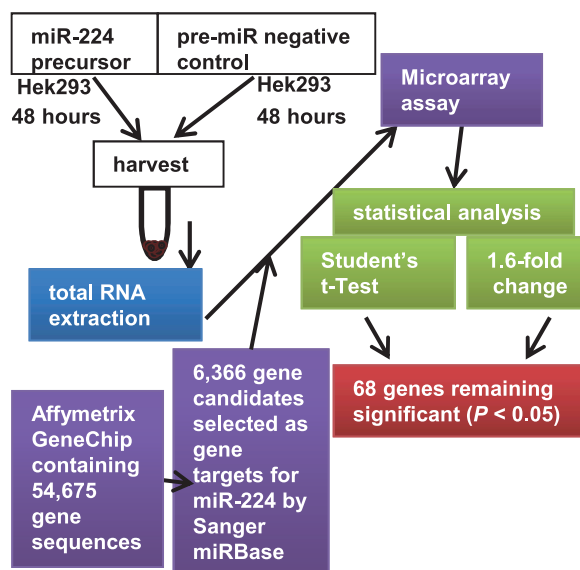 miR-224
precursor
pre-miR negative
control
Hek293
48 hours
Hek293
48 hours
harvest
total RNA
extraction
Affymetrix
GeneChip
containing
54,675
gene
sequences
6,366 gene
candidates
selected as
gene
targets for
miR-224 by
Sanger
miRBase
Microarray
assay
statistical analysis
Student's
t-Test
1.6-fold
change
68 genes remaining
significant (P < 0.05)